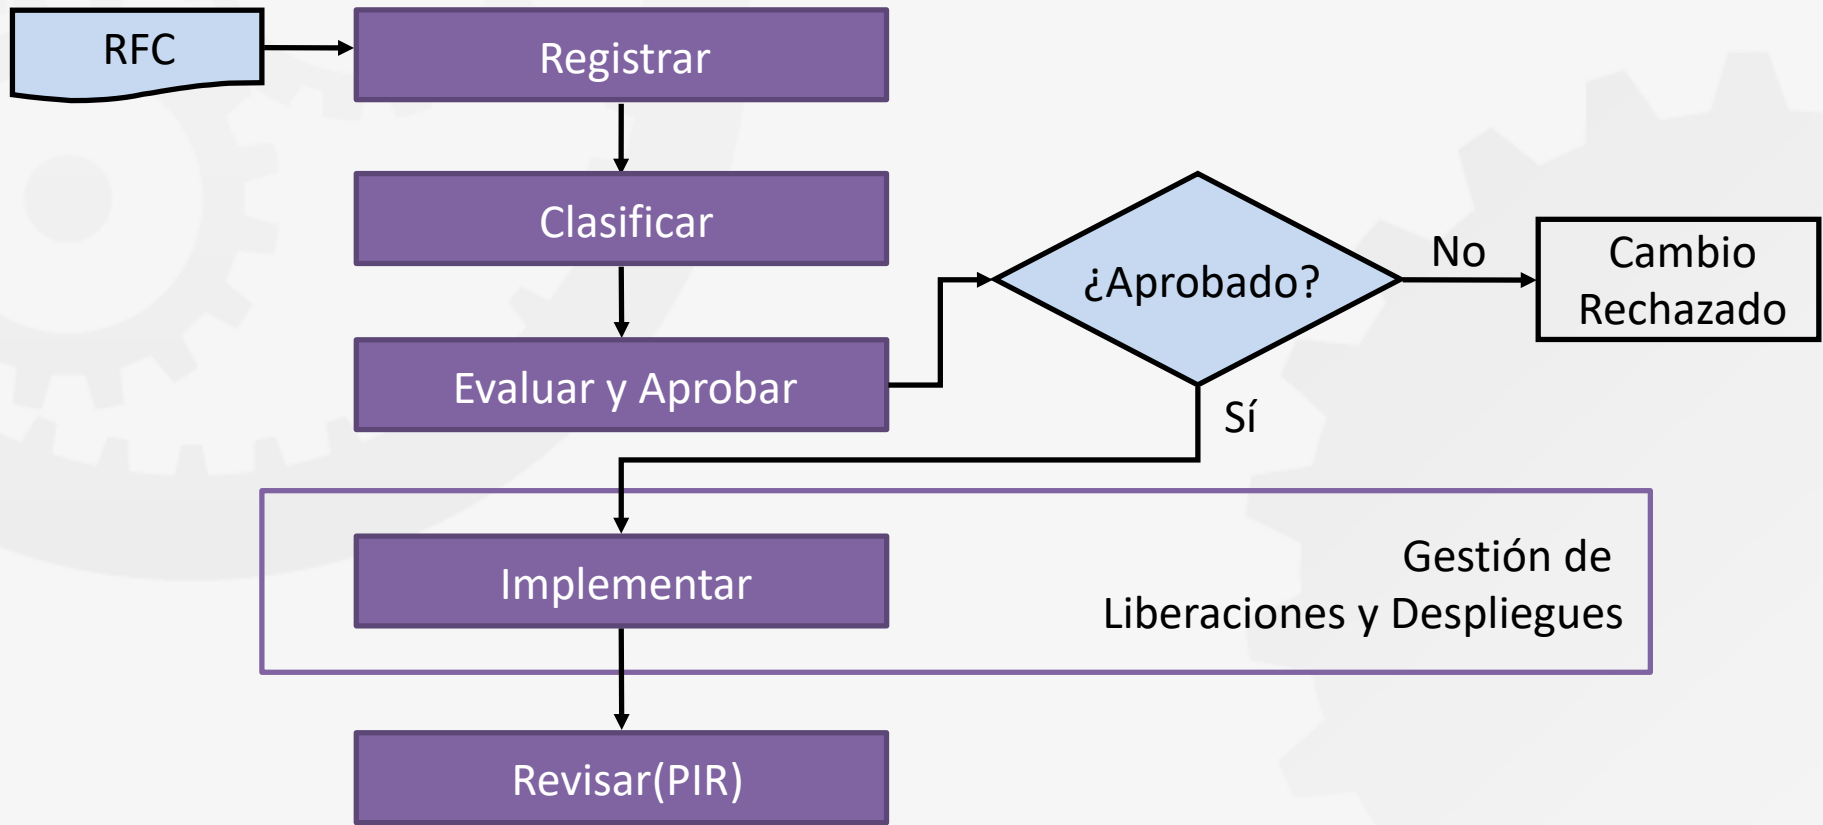 RFC
Registrar
Clasificar
Evaluar y Aprobar
¿Aprobado?
No
Cambio
Rechazado
Sí
Implementar
Gestión de
Liberaciones y Despliegues
Revisar(PIR)